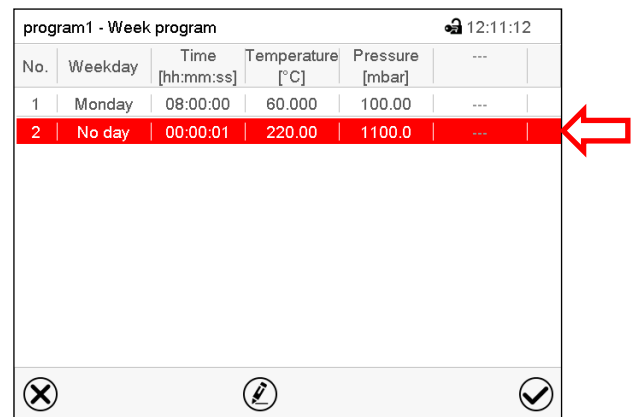 program1 - Week program 12:11:12
No. Weekday Time [hh:mm:ss] Temperature [°C] Pressure [mbar] ---
1 Monday 08:00:00 60.000 100.00 ---
2 No day 00:00:01 220.00 1100.0 ---